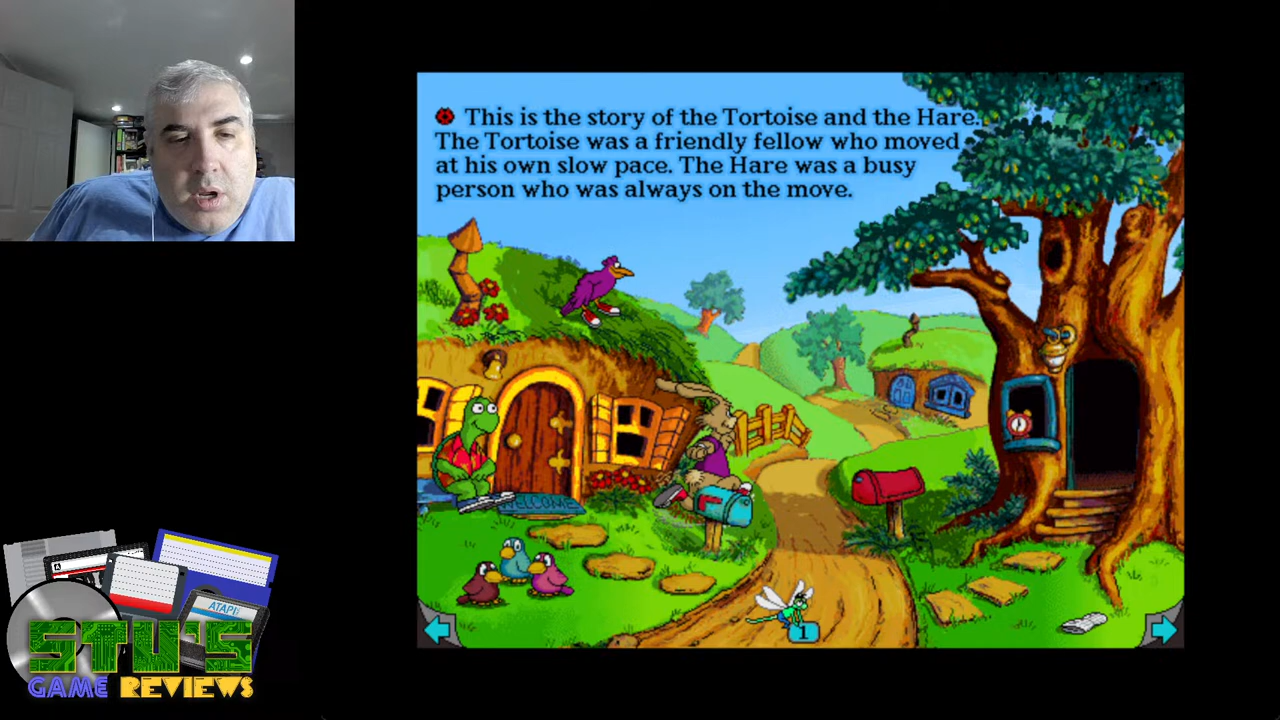 This is the story of the Tortoise and the Hare.
The Tortoise was a friendly fellow who moved
at his own slow pace. The Hare was a busy
person who was always on the move.
WELCOME
1
A
ATARI
STU'S
GAME REVIEWS